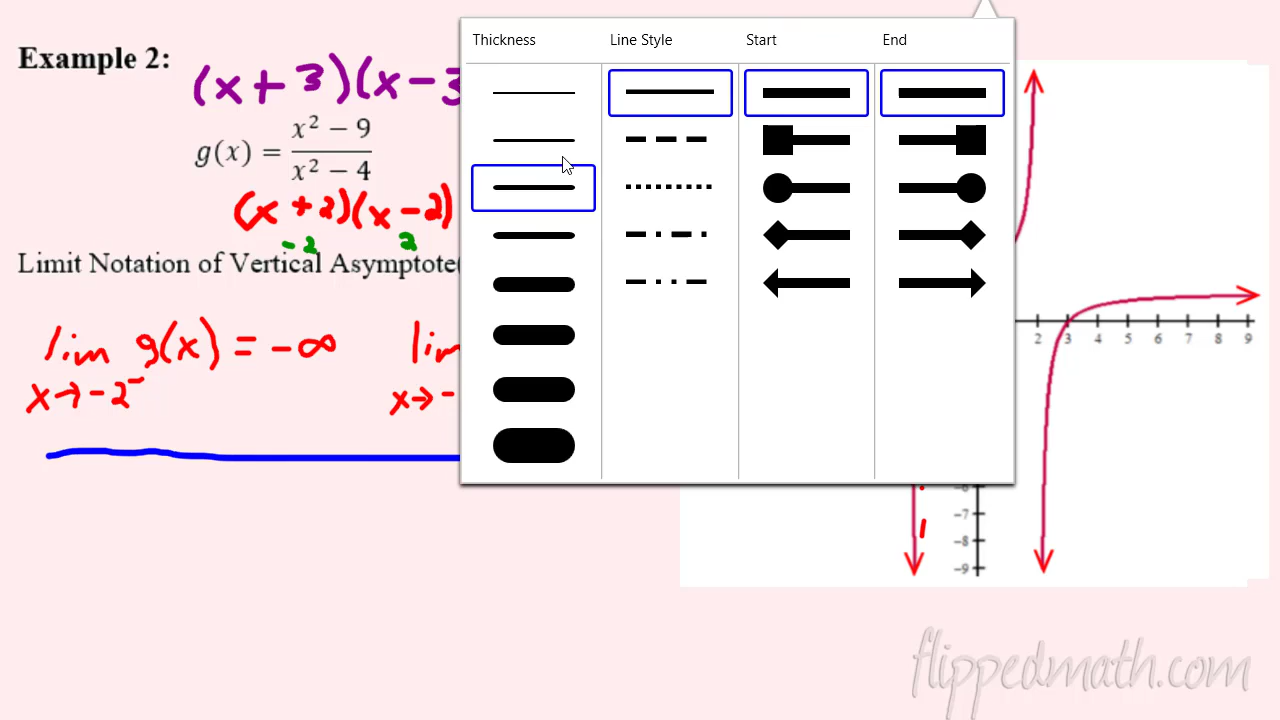 Example 2:
(x + 3)(x - 3
g(x) = x² − 9
x² − 4
(x + 2)(x - 2)
-2 2
Limit Notation of Vertical Asymptote(
lim g(x) = -∞ lim
x → -2⁻ x → -
Thickness Line Style Start End
2 3 4 5 6 7 8 9
-6
-7
-8
-9
flippedmath.com